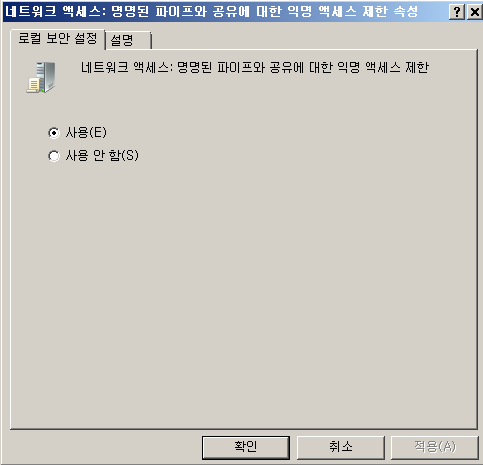 네트워크 액세스: 명명된 파이프와 공유에 대한 익명 액세스 제한 속성
로컬 보안 설정 설명
네트워크 액세스: 명명된 파이프와 공유에 대한 익명 액세스 제한
사용(E)
사용 안 함(S)
확인 취소 적용(A)